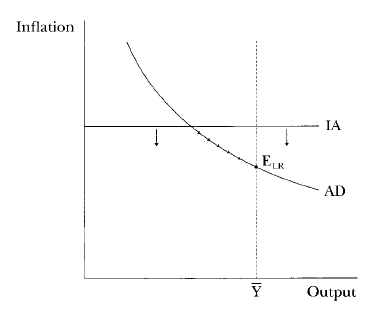 Inflation
IA
E_LR
AD
Y̅
Output